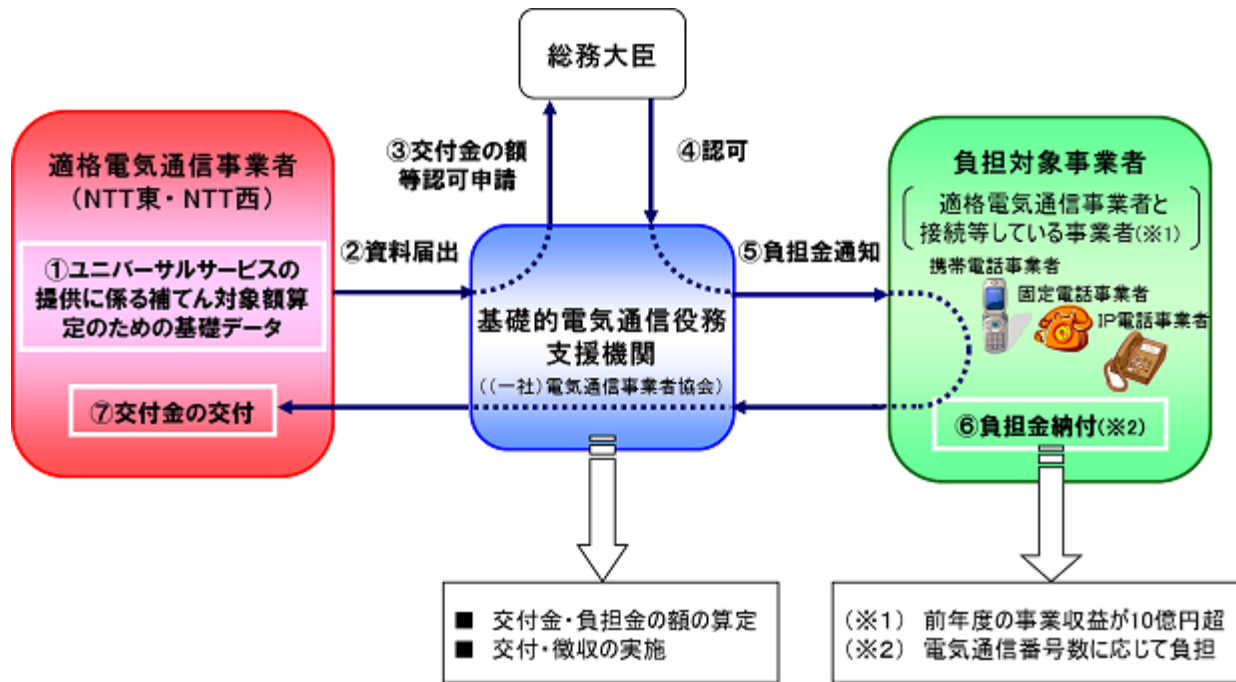 総務大臣
適格電気通信事業者
(NTT東・NTT西)
①ユニバーサルサービスの
提供に係る補てん対象額算
定のための基礎データ
②資料届出
③交付金の額
等認可申請
④認可
基礎的電気通信役務
支援機関
((一社)電気通信事業者協会)
⑤負担金通知
負担対象事業者
適格電気通信事業者と
接続等している事業者(※1)
携帯電話事業者
固定電話事業者
IP電話事業者
⑥負担金納付(※2)
⑦交付金の交付
■ 交付金・負担金の額の算定
■ 交付・徴収の実施
(※1) 前年度の事業収益が10億円超
(※2) 電気通信番号数に応じて負担